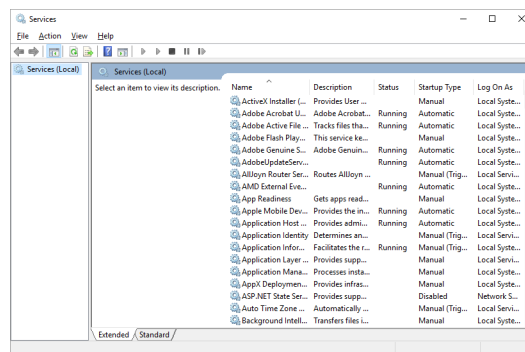 Services
File Action View Help
Services (Local)
Services (Local)
Select an item to view its description.
Name Description Status Startup Type Log On As
ActiveX Installer (... Provides User ... Manual Local Syste...
Adobe Acrobat U... Adobe Acrobat... Running Automatic Local Syste...
Adobe Active File ... Tracks files tha... Running Automatic Local Syste...
Adobe Flash Play... This service ke... Manual Local Syste...
Adobe Genuine S... Adobe Genuin... Running Automatic Local Syste...
AdobeUpdateServ... Running Automatic Local Syste...
AllJoyn Router Ser... Routes AllJoyn ... Manual (Trig... Local Servi...
AMD External Eve... Running Automatic Local Syste...
App Readiness Gets apps read... Manual Local Syste...
Apple Mobile Dev... Provides the in... Running Automatic Local Syste...
Application Host ... Provides admi... Running Automatic Local Syste...
Application Identity Determines an... Manual (Trig... Local Servi...
Application Infor... Facilitates the r... Running Manual (Trig... Local Syste...
Application Layer ... Provides supp... Manual Local Servi...
Application Mana... Processes insta... Manual Local Syste...
AppX Deploymen... Provides infras... Manual Local Syste...
ASP.NET State Ser... Provides supp... Disabled Network S...
Auto Time Zone ... Automatically ... Manual (Trig... Local Servi...
Background Intell... Transfers files i... Manual Local Syste...
Extended Standard